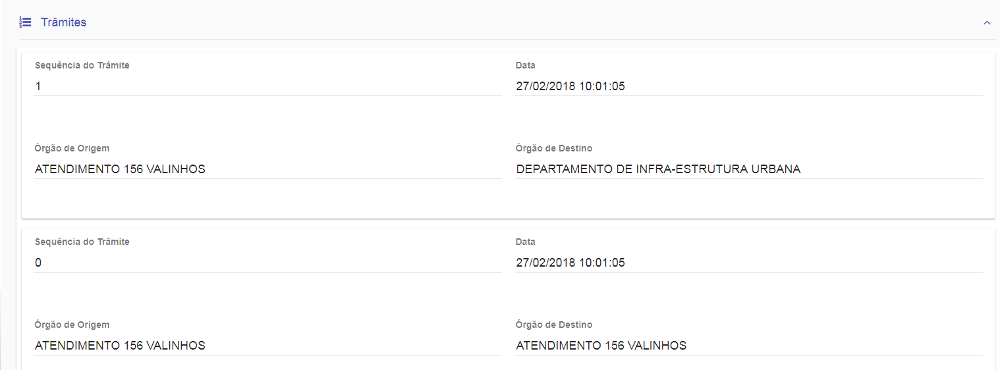 Trâmites
Sequência do Trâmite Data
1 27/02/2018 10:01:05
Órgão de Origem Órgão de Destino
ATENDIMENTO 156 VALINHOS DEPARTAMENTO DE INFRA-ESTRUTURA URBANA
Sequência do Trâmite Data
0 27/02/2018 10:01:05
Órgão de Origem Órgão de Destino
ATENDIMENTO 156 VALINHOS ATENDIMENTO 156 VALINHOS